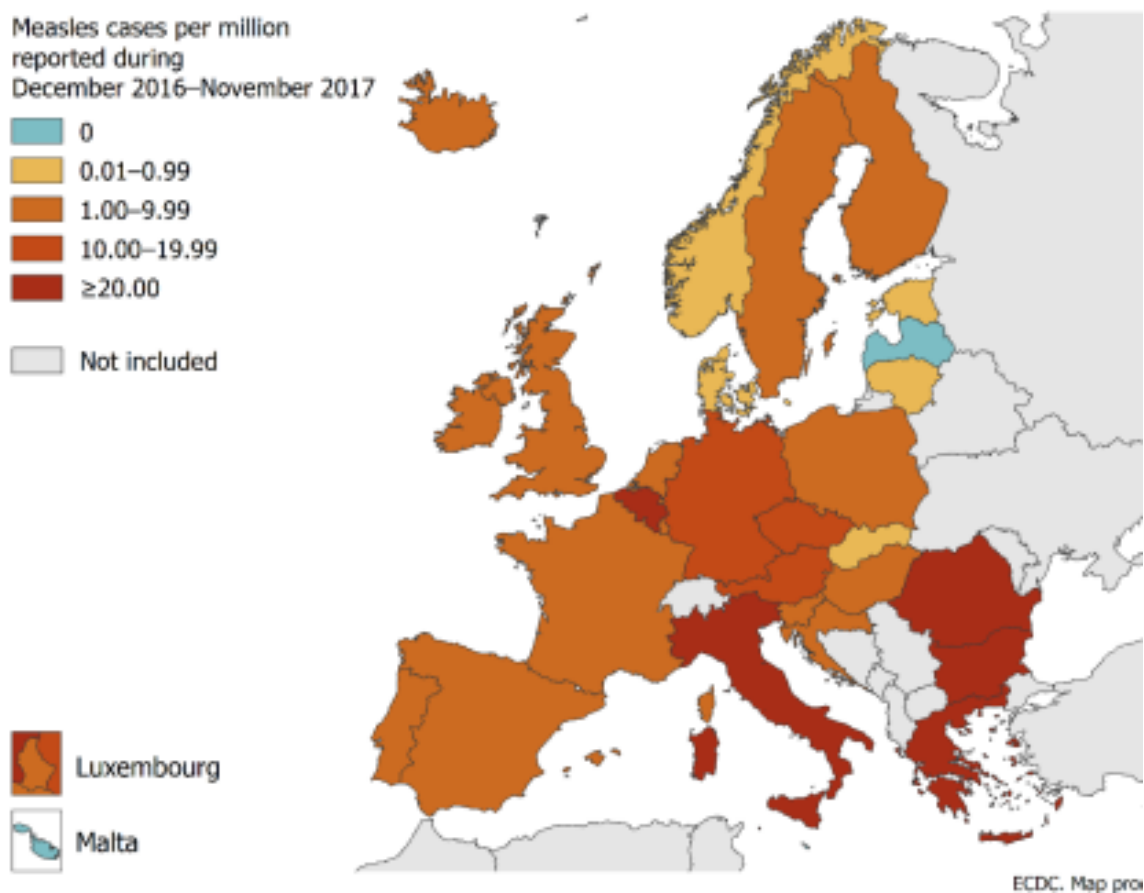 Measles cases per million
reported during
December 2016–November 2017
0
0.01–0.99
1.00–9.99
10.00–19.99
≥20.00
Not included
Luxembourg
Malta
ECDC. Map